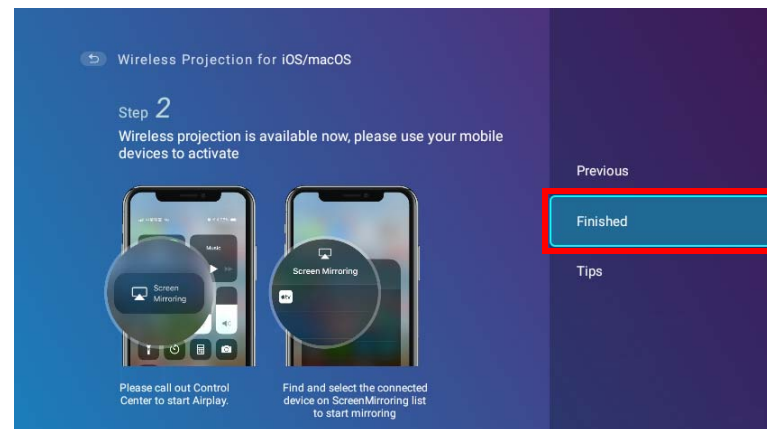 Wireless Projection for iOS/macOS
Step 2
Wireless projection is available now, please use your mobile
devices to activate
Music
Screen
Mirroring
Screen Mirroring
tv
Please call out Control
Center to start Airplay.
Find and select the connected
device on ScreenMirroring list
to start mirroring
Previous
Finished
Tips